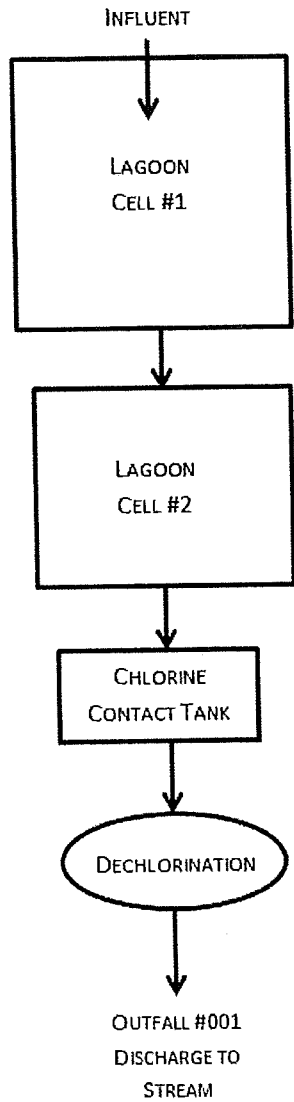 INFLUENT
LAGOON
CELL #1
LAGOON
CELL #2
CHLORINE
CONTACT TANK
DECHLORINATION
OUTFALL #001
DISCHARGE TO
STREAM